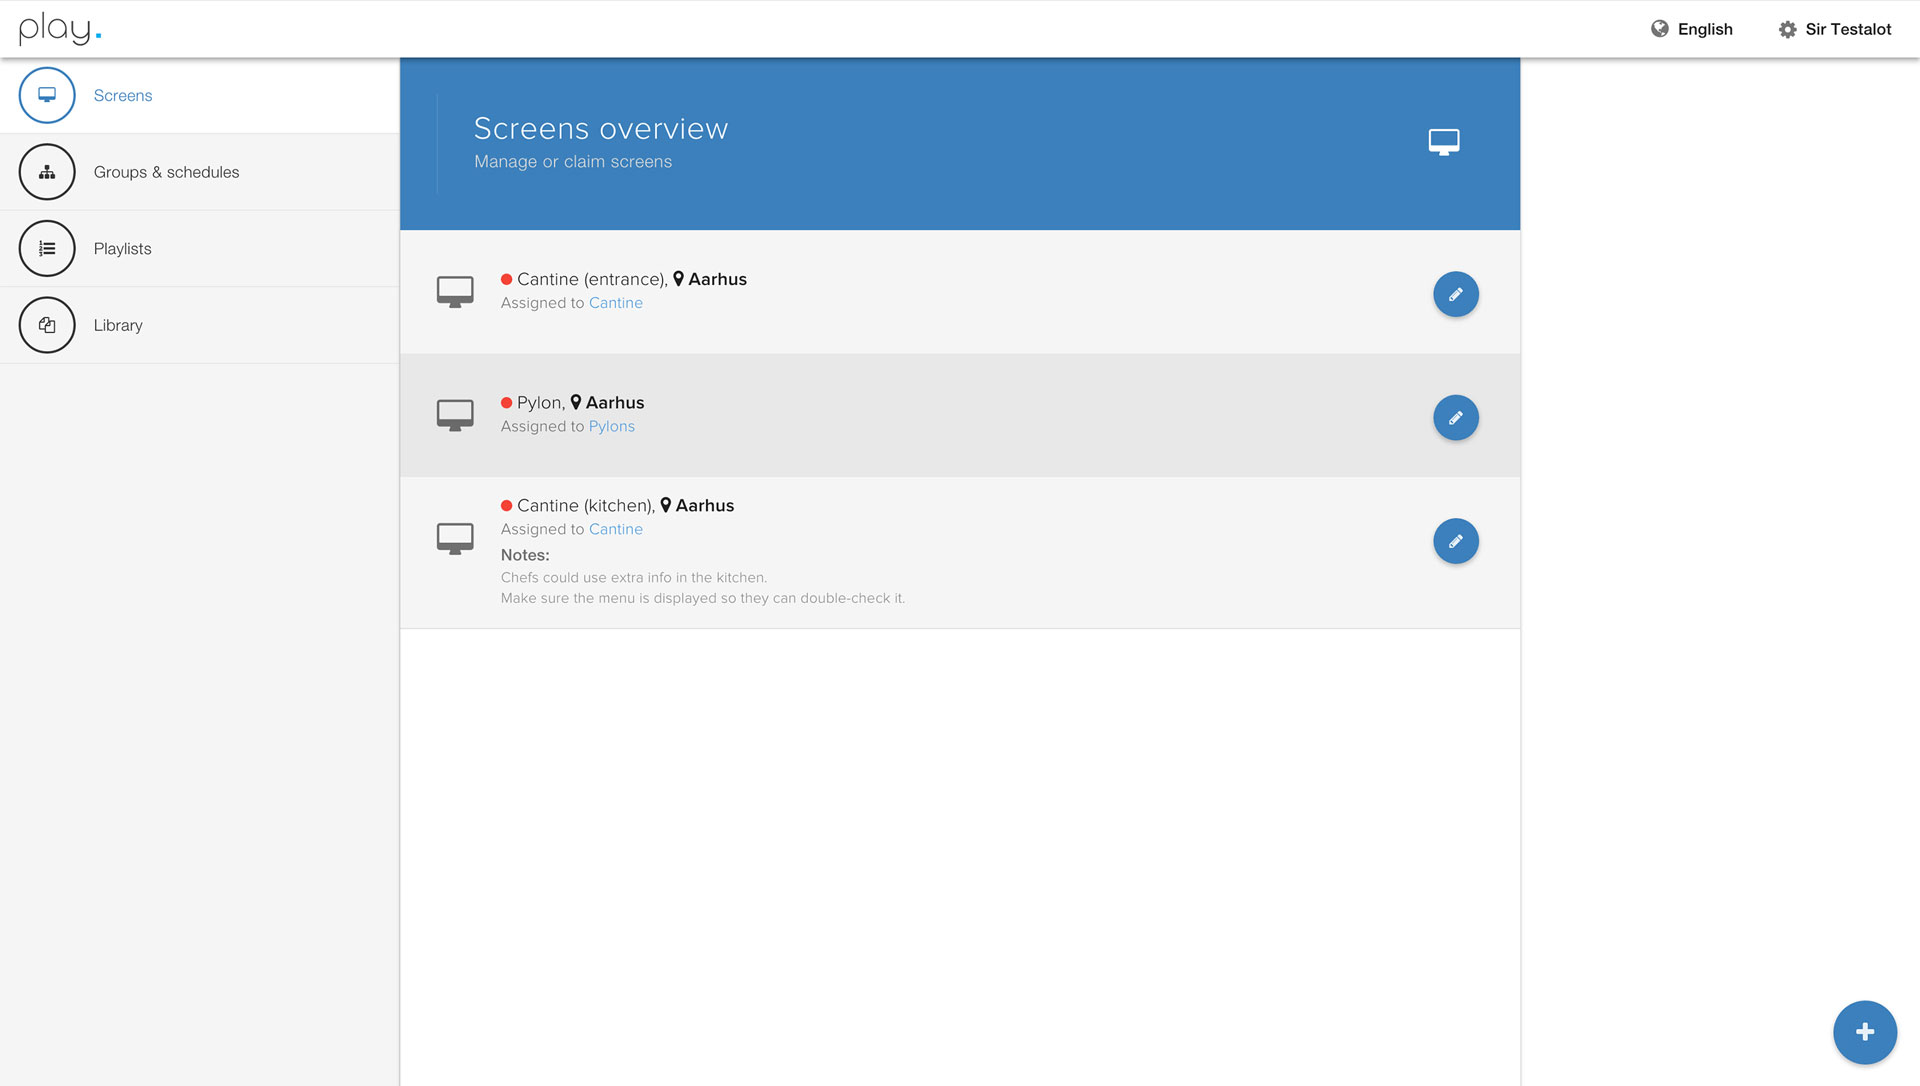 play.
English
Sir Testalot
Screens
Groups & schedules
Playlists
Library
Screens overview
Manage or claim screens
Cantine (entrance), Aarhus
Assigned to Cantine
Pylon, Aarhus
Assigned to Pylons
Cantine (kitchen), Aarhus
Assigned to Cantine
Notes:
Chefs could use extra info in the kitchen.
Make sure the menu is displayed so they can double-check it.